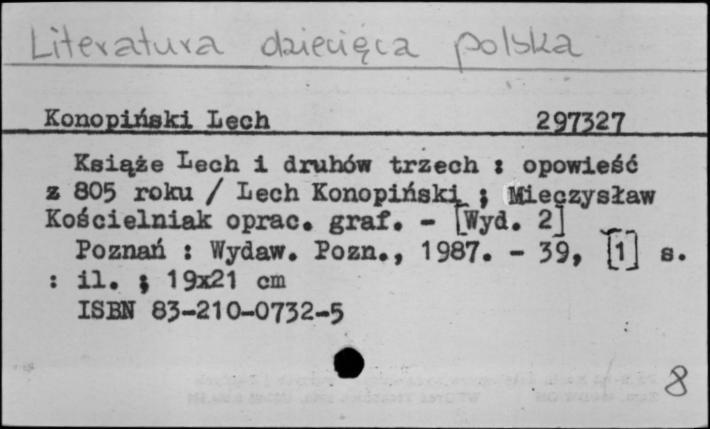 Literatura dziecięca polska
Konopiński Lech 297327
Książe Lech i druhów trzech : opowieść
z 805 roku / Lech Konopiński ; Mieczysław
Kościelniak oprac. graf. - [Wyd. 2]
Poznań : Wydaw. Pozn., 1987. - 39, [1] s.
: il. ; 19x21 cm
ISBN 83-210-0732-5
8